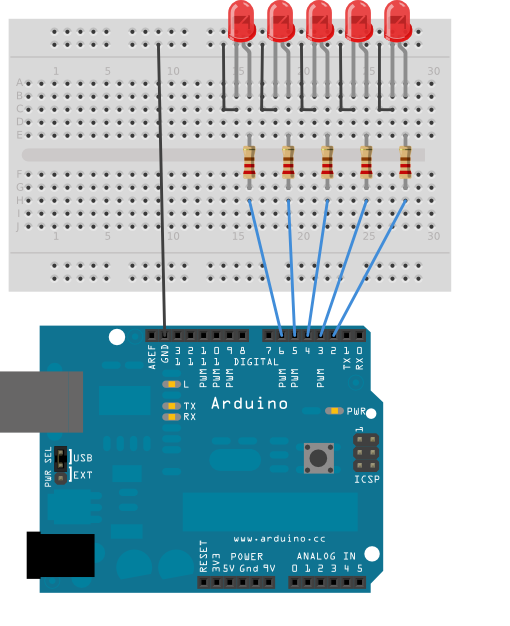 1 5 10 15 20 25 30
A
B
C
D
E
F
G
H
I
J
1 5 10 15 20 25 30
AREF GND 13 12 11 10 9 8 7 6 5 4 3 2 1 0
DIGITAL
PWM PWM PWM PWM PWM PWM TX RX
L
TX
RX
Arduino
PWR
1
ICSP
PWR SEL
USB
EXT
www.arduino.cc
RESET 3V3 5V Gnd 9V
POWER
ANALOG IN
0 1 2 3 4 5